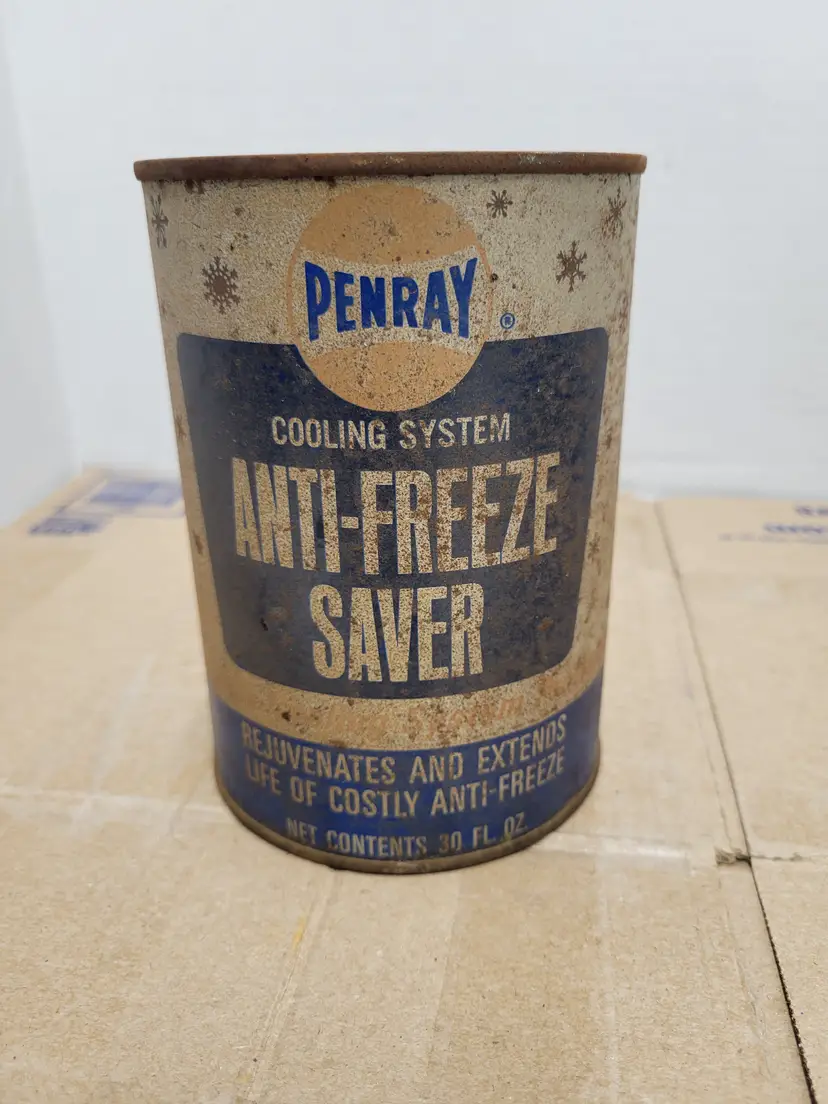 PENRAY
®
COOLING SYSTEM
ANTI-FREEZE
SAVER
REJUVENATES AND EXTENDS
LIFE OF COSTLY ANTI-FREEZE
NET CONTENTS 30 FL. OZ.